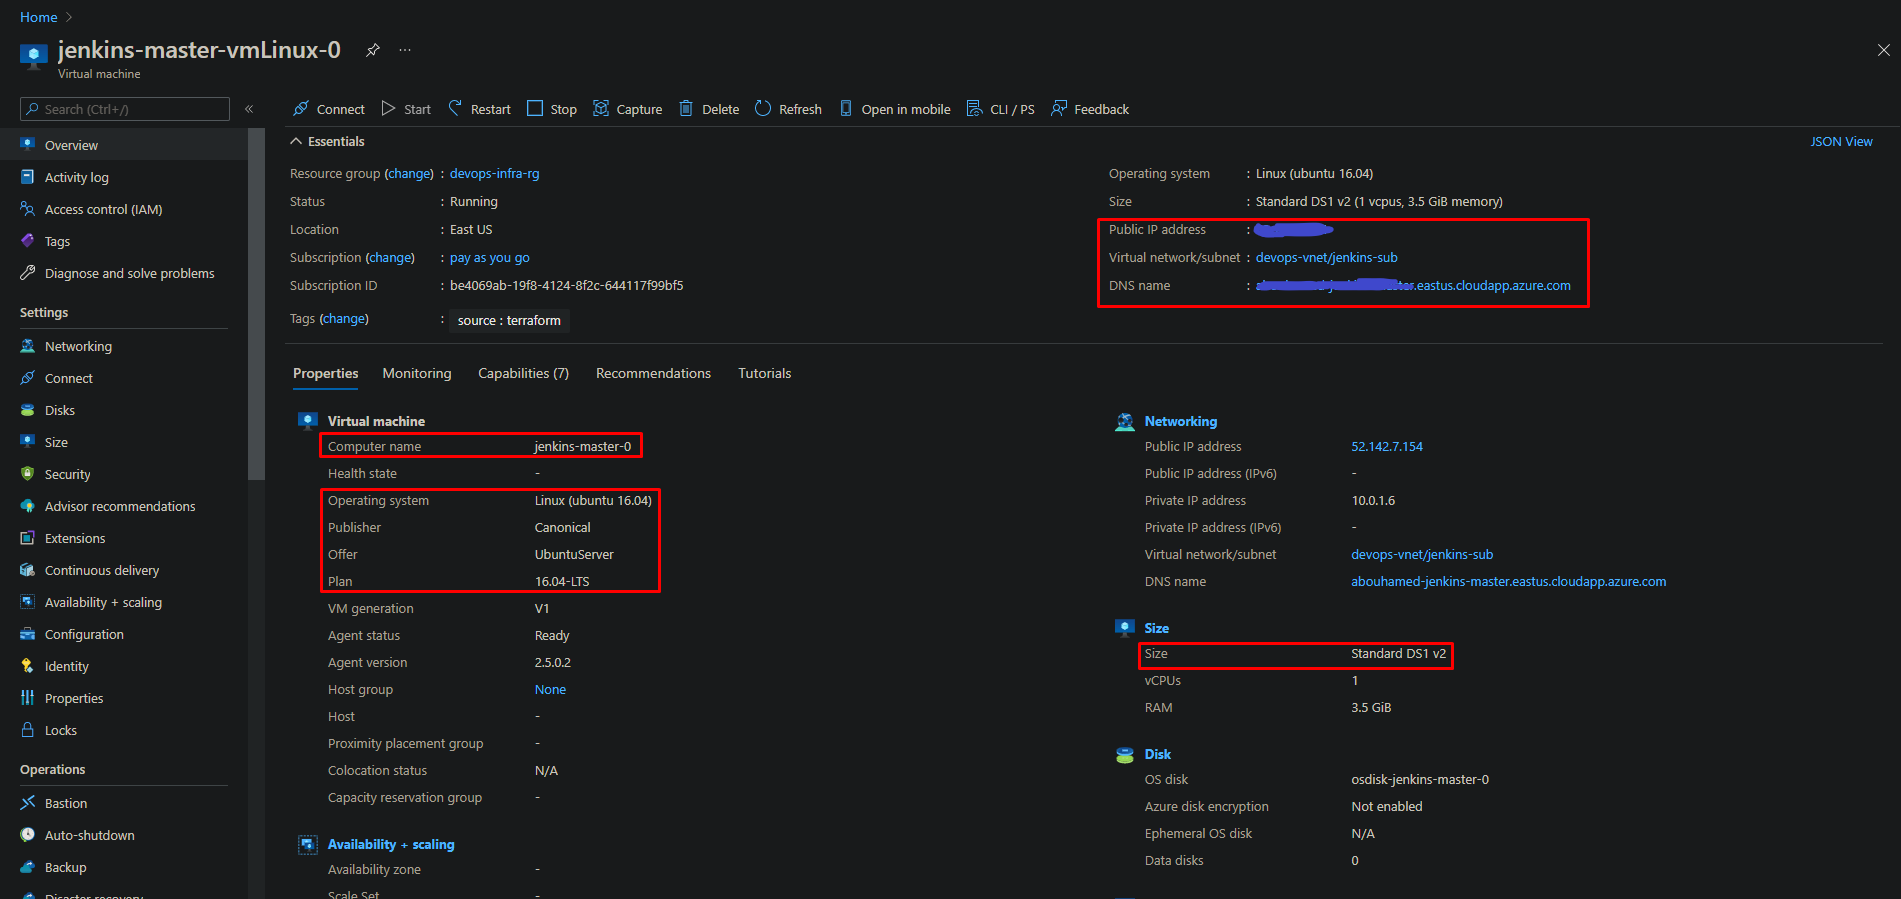 Home
jenkins-master-vmLinux-0
Virtual machine
Search (Ctrl+/)
Connect Start Restart Stop Capture Delete Refresh Open in mobile CLI / PS Feedback
Overview
Activity log
Access control (IAM)
Tags
Diagnose and solve problems
Settings
Networking
Connect
Disks
Size
Security
Advisor recommendations
Extensions
Continuous delivery
Availability + scaling
Configuration
Identity
Properties
Locks
Operations
Bastion
Auto-shutdown
Backup
Disaster recovery
Essentials
JSON View
Resource group (change) : devops-infra-rg
Status : Running
Location : East US
Subscription (change) : pay as you go
Subscription ID : be4069ab-19f8-4124-8f2c-644117f99bf5
Tags (change) : source : terraform
Operating system : Linux (ubuntu 16.04)
Size : Standard DS1 v2 (1 vcpus, 3.5 GiB memory)
Public IP address :
Virtual network/subnet : devops-vnet/jenkins-sub
DNS name : .eastus.cloudapp.azure.com
Properties Monitoring Capabilities (7) Recommendations Tutorials
Virtual machine
Computer name jenkins-master-0
Health state -
Operating system Linux (ubuntu 16.04)
Publisher Canonical
Offer UbuntuServer
Plan 16.04-LTS
VM generation V1
Agent status Ready
Agent version 2.5.0.2
Host group None
Host -
Proximity placement group -
Colocation status N/A
Capacity reservation group -
Availability + scaling
Availability zone -
Scale Set -
Networking
Public IP address 52.142.7.154
Public IP address (IPv6) -
Private IP address 10.0.1.6
Private IP address (IPv6) -
Virtual network/subnet devops-vnet/jenkins-sub
DNS name abouhamed-jenkins-master.eastus.cloudapp.azure.com
Size
Size Standard DS1 v2
vCPUs 1
RAM 3.5 GiB
Disk
OS disk osdisk-jenkins-master-0
Azure disk encryption Not enabled
Ephemeral OS disk N/A
Data disks 0